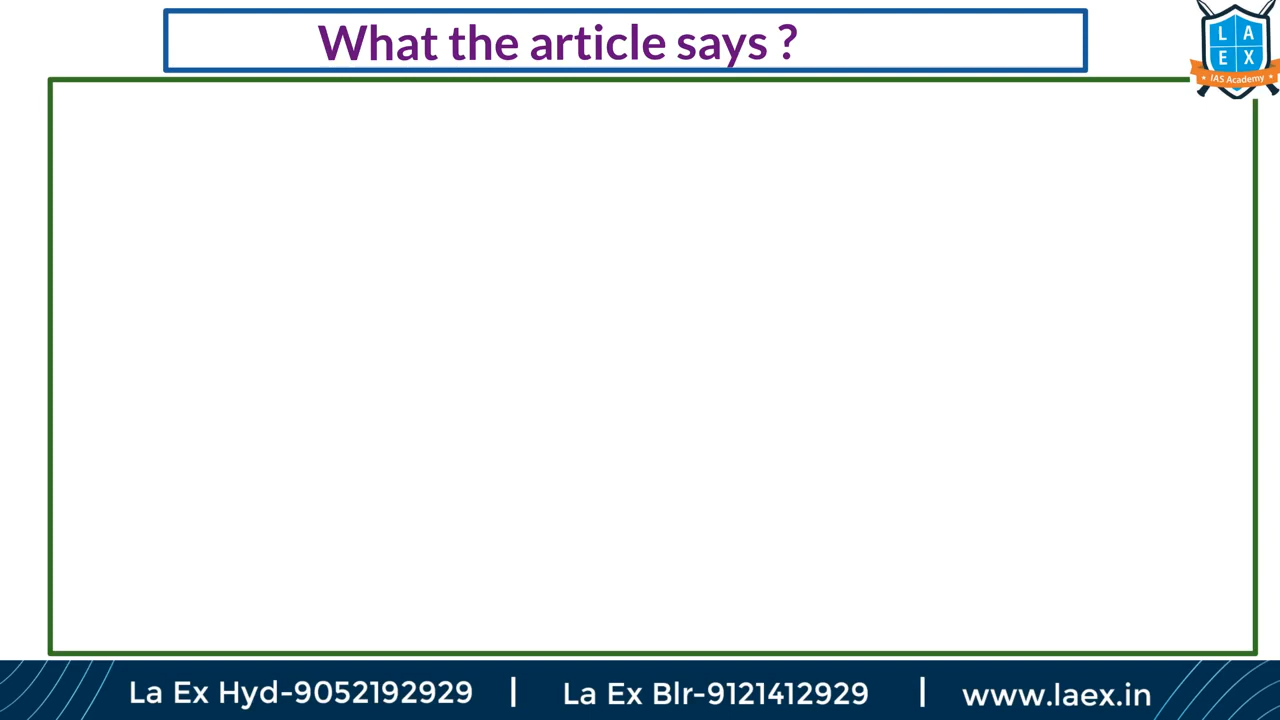 What the article says ?
L A
E X
IAS Academy
La Ex Hyd-9052192929 | La Ex Blr-9121412929 | www.laex.in